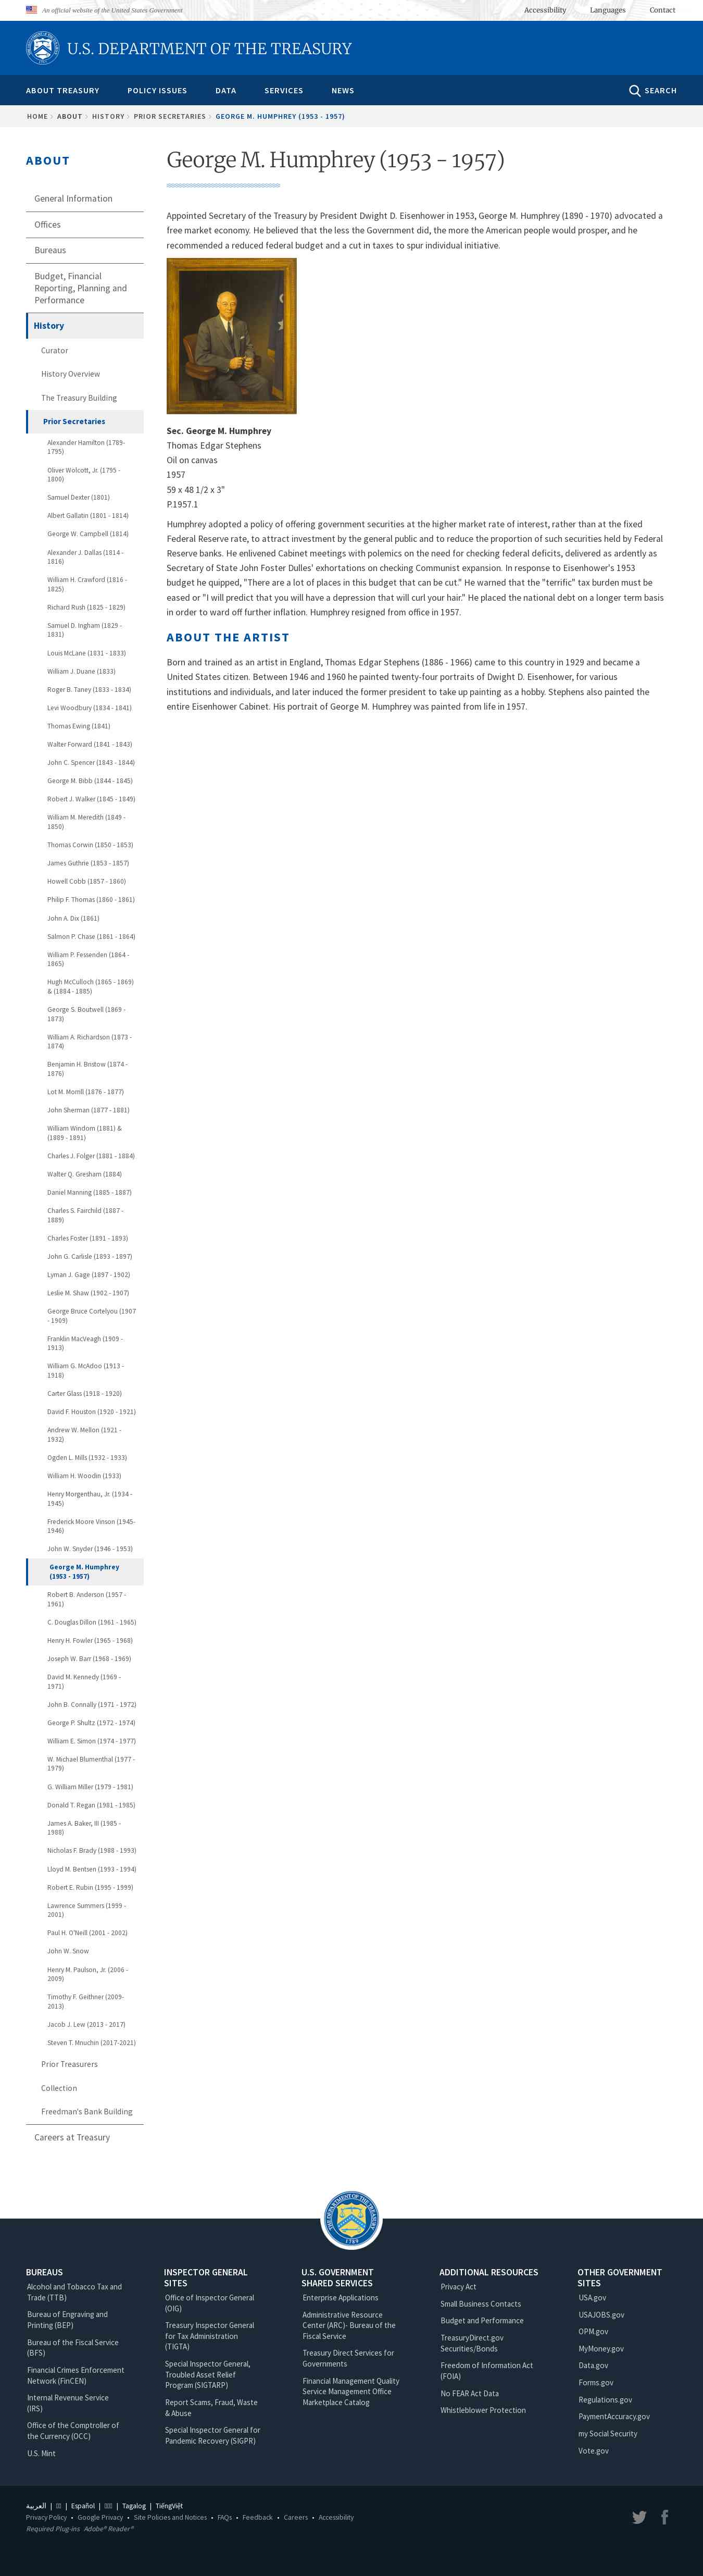 An official website of the United States Government
Accessibility
Languages
Contact
U.S. DEPARTMENT OF THE TREASURY
ABOUT TREASURY
POLICY ISSUES
DATA
SERVICES
NEWS
SEARCH
HOME
ABOUT
HISTORY
PRIOR SECRETARIES
GEORGE M. HUMPHREY (1953 - 1957)
ABOUT
General Information
Offices
Bureaus
Budget, Financial
Reporting, Planning and
Performance
History
Curator
History Overview
The Treasury Building
Prior Secretaries
Alexander Hamilton (1789-
1795)
Oliver Wolcott, Jr. (1795 -
1800)
Samuel Dexter (1801)
Albert Gallatin (1801 - 1814)
George W. Campbell (1814)
Alexander J. Dallas (1814 -
1816)
William H. Crawford (1816 -
1825)
Richard Rush (1825 - 1829)
Samuel D. Ingham (1829 -
1831)
Louis McLane (1831 - 1833)
William J. Duane (1833)
Roger B. Taney (1833 - 1834)
Levi Woodbury (1834 - 1841)
Thomas Ewing (1841)
Walter Forward (1841 - 1843)
John C. Spencer (1843 - 1844)
George M. Bibb (1844 - 1845)
Robert J. Walker (1845 - 1849)
William M. Meredith (1849 -
1850)
Thomas Corwin (1850 - 1853)
James Guthrie (1853 - 1857)
Howell Cobb (1857 - 1860)
Philip F. Thomas (1860 - 1861)
John A. Dix (1861)
Salmon P. Chase (1861 - 1864)
William P. Fessenden (1864 -
1865)
Hugh McCulloch (1865 - 1869)
& (1884 - 1885)
George S. Boutwell (1869 -
1873)
William A. Richardson (1873 -
1874)
Benjamin H. Bristow (1874 -
1876)
Lot M. Morrill (1876 - 1877)
John Sherman (1877 - 1881)
William Windom (1881) &
(1889 - 1891)
Charles J. Folger (1881 - 1884)
Walter Q. Gresham (1884)
Daniel Manning (1885 - 1887)
Charles S. Fairchild (1887 -
1889)
Charles Foster (1891 - 1893)
John G. Carlisle (1893 - 1897)
Lyman J. Gage (1897 - 1902)
Leslie M. Shaw (1902 - 1907)
George Bruce Cortelyou (1907
- 1909)
Franklin MacVeagh (1909 -
1913)
William G. McAdoo (1913 -
1918)
Carter Glass (1918 - 1920)
David F. Houston (1920 - 1921)
Andrew W. Mellon (1921 -
1932)
Ogden L. Mills (1932 - 1933)
William H. Woodin (1933)
Henry Morgenthau, Jr. (1934 -
1945)
Frederick Moore Vinson (1945-
1946)
John W. Snyder (1946 - 1953)
George M. Humphrey
(1953 - 1957)
Robert B. Anderson (1957 -
1961)
C. Douglas Dillon (1961 - 1965)
Henry H. Fowler (1965 - 1968)
Joseph W. Barr (1968 - 1969)
David M. Kennedy (1969 -
1971)
John B. Connally (1971 - 1972)
George P. Shultz (1972 - 1974)
William E. Simon (1974 - 1977)
W. Michael Blumenthal (1977 -
1979)
G. William Miller (1979 - 1981)
Donald T. Regan (1981 - 1985)
James A. Baker, III (1985 -
1988)
Nicholas F. Brady (1988 - 1993)
Lloyd M. Bentsen (1993 - 1994)
Robert E. Rubin (1995 - 1999)
Lawrence Summers (1999 -
2001)
Paul H. O'Neill (2001 - 2002)
John W. Snow
Henry M. Paulson, Jr. (2006 -
2009)
Timothy F. Geithner (2009-
2013)
Jacob J. Lew (2013 - 2017)
Steven T. Mnuchin (2017-2021)
Prior Treasurers
Collection
Freedman's Bank Building
Careers at Treasury
George M. Humphrey (1953 - 1957)
Appointed Secretary of the Treasury by President Dwight D. Eisenhower in 1953, George M. Humphrey (1890 - 1970) advocated a
free market economy. He believed that the less the Government did, the more the American people would prosper, and he
recommended a reduced federal budget and a cut in taxes to spur individual initiative.
Sec. George M. Humphrey
Thomas Edgar Stephens
Oil on canvas
1957
59 x 48 1/2 x 3"
P.1957.1
Humphrey adopted a policy of offering government securities at the higher market rate of interest, rather than at the fixed
Federal Reserve rate, to attract investment by the general public and to reduce the proportion of such securities held by Federal
Reserve banks. He enlivened Cabinet meetings with polemics on the need for checking federal deficits, delivered as ardently as
Secretary of State John Foster Dulles' exhortations on checking Communist expansion. In response to Eisenhower's 1953
budget he quipped, "There are a lot of places in this budget that can be cut." He warned that the "terrific" tax burden must be
eased or "I will predict that you will have a depression that will curl your hair." He placed the national debt on a longer term basis
in order to ward off further inflation. Humphrey resigned from office in 1957.
ABOUT THE ARTIST
Born and trained as an artist in England, Thomas Edgar Stephens (1886 - 1966) came to this country in 1929 and became a
United States citizen. Between 1946 and 1960 he painted twenty-four portraits of Dwight D. Eisenhower, for various
institutions and individuals, and later induced the former president to take up painting as a hobby. Stephens also painted the
entire Eisenhower Cabinet. His portrait of George M. Humphrey was painted from life in 1957.
THE DEPARTMENT OF THE TREASURY
1789
BUREAUS
Alcohol and Tobacco Tax and
Trade (TTB)
Bureau of Engraving and
Printing (BEP)
Bureau of the Fiscal Service
(BFS)
Financial Crimes Enforcement
Network (FinCEN)
Internal Revenue Service
(IRS)
Office of the Comptroller of
the Currency (OCC)
U.S. Mint
INSPECTOR GENERAL
SITES
Office of Inspector General
(OIG)
Treasury Inspector General
for Tax Administration
(TIGTA)
Special Inspector General,
Troubled Asset Relief
Program (SIGTARP)
Report Scams, Fraud, Waste
& Abuse
Special Inspector General for
Pandemic Recovery (SIGPR)
U.S. GOVERNMENT
SHARED SERVICES
Enterprise Applications
Administrative Resource
Center (ARC)- Bureau of the
Fiscal Service
Treasury Direct Services for
Governments
Financial Management Quality
Service Management Office
Marketplace Catalog
ADDITIONAL RESOURCES
Privacy Act
Small Business Contacts
Budget and Performance
TreasuryDirect.gov
Securities/Bonds
Freedom of Information Act
(FOIA)
No FEAR Act Data
Whistleblower Protection
OTHER GOVERNMENT
SITES
USA.gov
USAJOBS.gov
OPM.gov
MyMoney.gov
Data.gov
Forms.gov
Regulations.gov
PaymentAccuracy.gov
my Social Security
Vote.gov
العربية | | Español | | Tagalog | TiếngViệt
Privacy Policy • Google Privacy • Site Policies and Notices • FAQs • Feedback • Careers • Accessibility
Required Plug-ins Adobe® Reader®